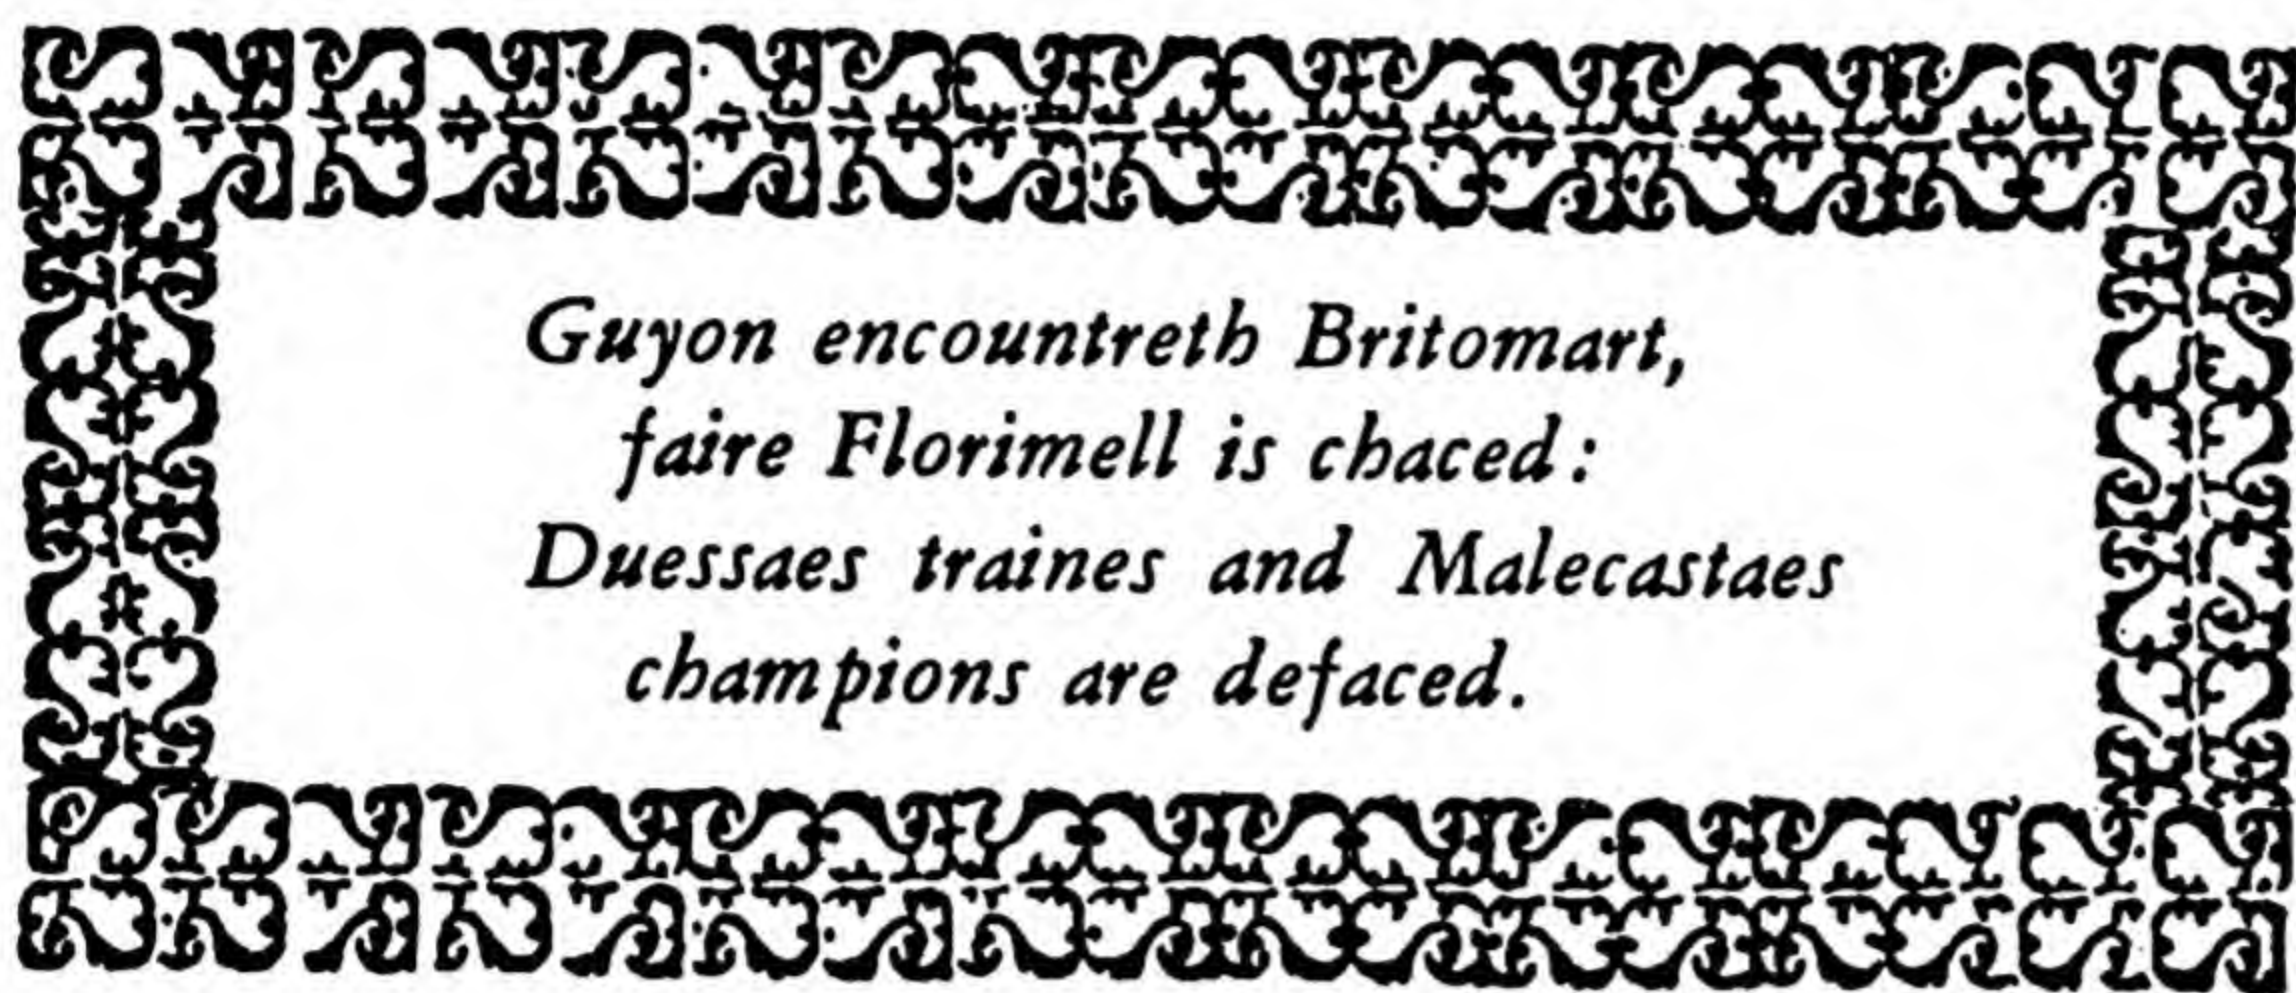 Guyon encountreth Britomart,
faire Florimell is chaced:
Duessaes traines and Malecastaes
champions are defaced.